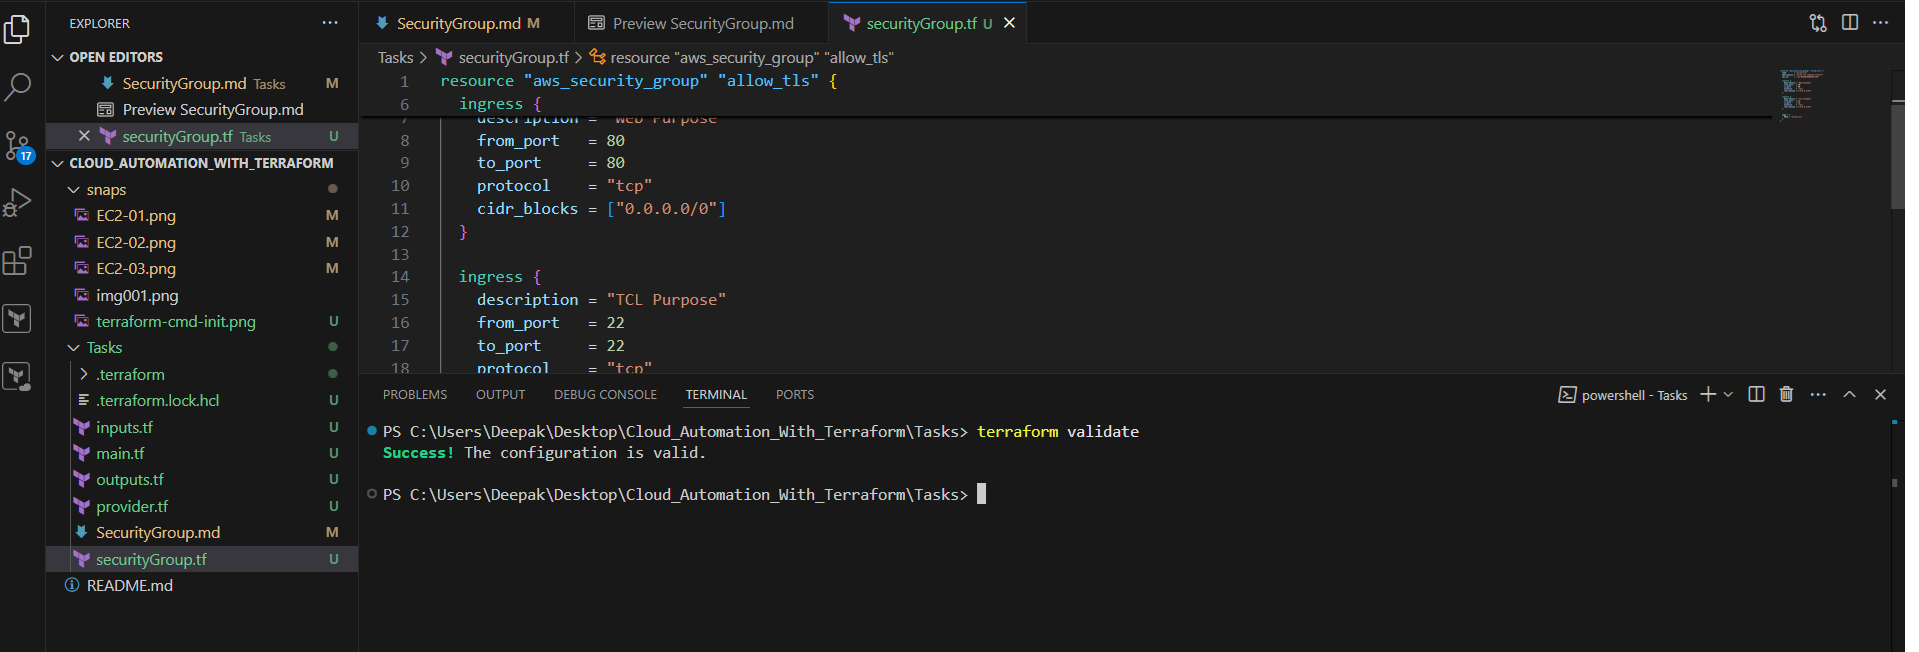 EXPLORER
OPEN EDITORS
SecurityGroup.md Tasks M
Preview SecurityGroup.md
securityGroup.tf Tasks U
17
CLOUD_AUTOMATION_WITH_TERRAFORM
snaps
EC2-01.png M
EC2-02.png M
EC2-03.png M
img001.png
terraform-cmd-init.png U
Tasks
.terraform
.terraform.lock.hcl U
inputs.tf U
main.tf U
outputs.tf U
provider.tf U
SecurityGroup.md M
securityGroup.tf U
README.md
SecurityGroup.md M
Preview SecurityGroup.md
securityGroup.tf U
Tasks > securityGroup.tf > resource "aws_security_group" "allow_tls"
1 resource "aws_security_group" "allow_tls" {
6 ingress {
7 description = "Web Purpose"
8 from_port = 80
9 to_port = 80
10 protocol = "tcp"
11 cidr_blocks = ["0.0.0.0/0"]
12 }
13
14 ingress {
15 description = "TCL Purpose"
16 from_port = 22
17 to_port = 22
18 protocol = "tcp"
PROBLEMS OUTPUT DEBUG CONSOLE TERMINAL PORTS
powershell - Tasks
PS C:\Users\Deepak\Desktop\Cloud_Automation_With_Terraform\Tasks> terraform validate
Success! The configuration is valid.
PS C:\Users\Deepak\Desktop\Cloud_Automation_With_Terraform\Tasks>